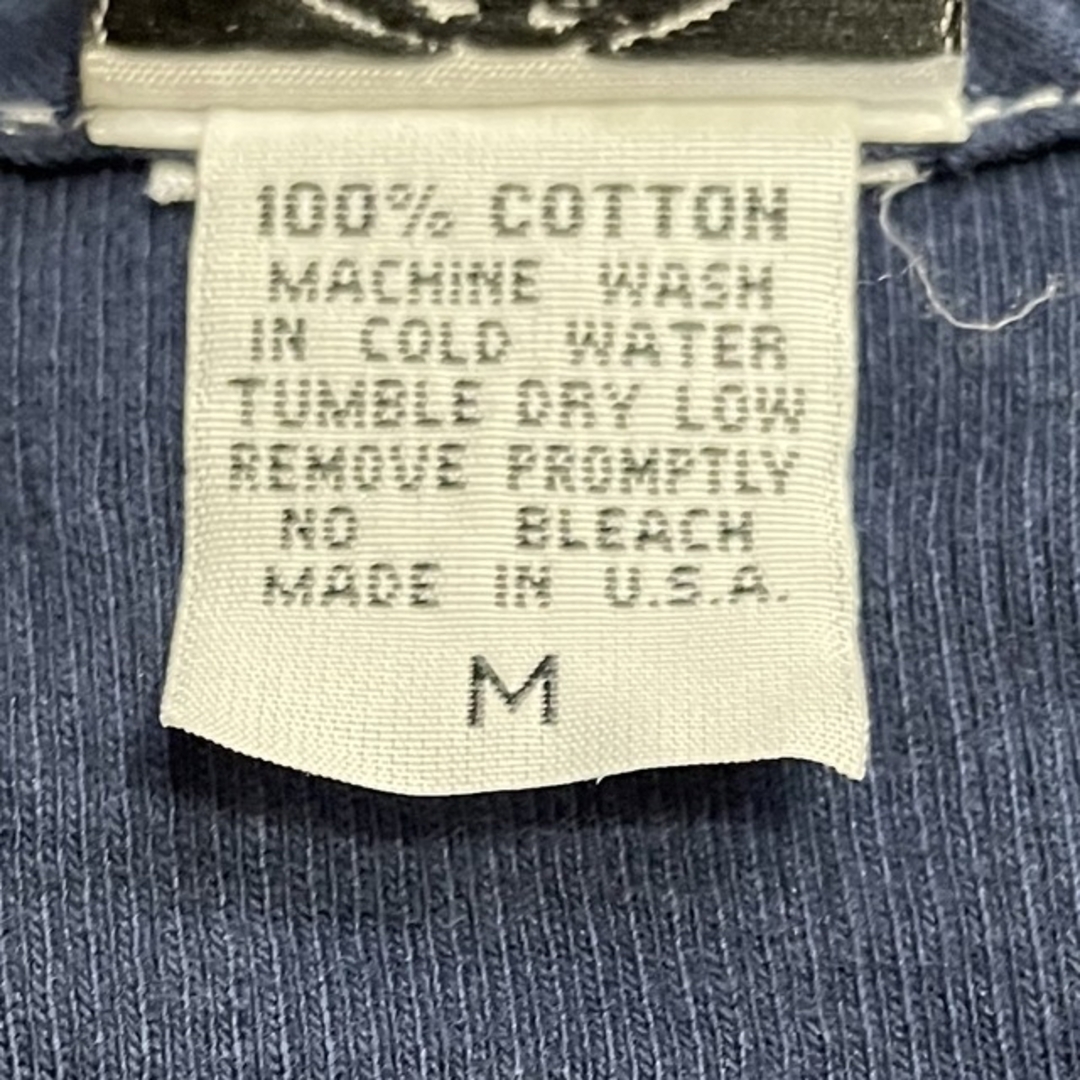 100% COTTON
MACHINE WASH
IN COLD WATER
TUMBLE DRY LOW
REMOVE PROMPTLY
NO BLEACH
MADE IN U.S.A.
M